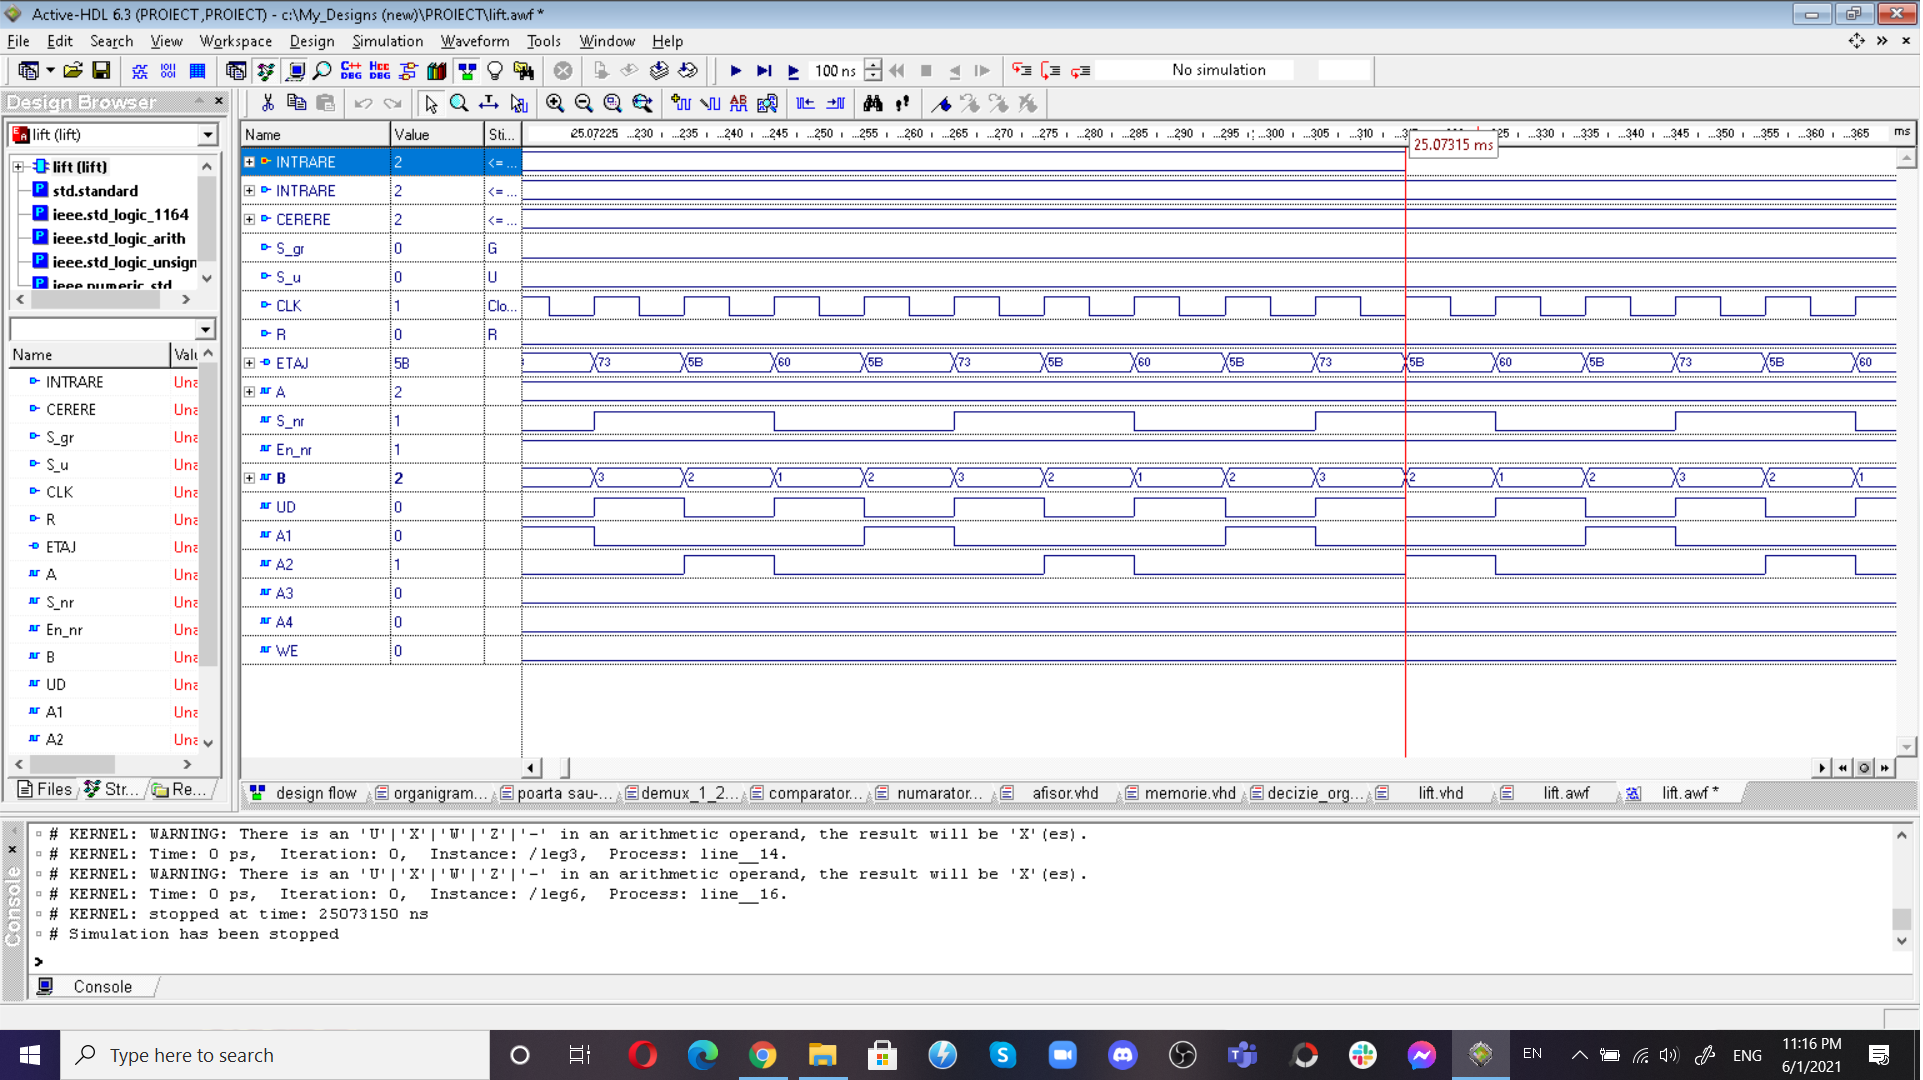 Active-HDL 6.3 (PROIECT ,PROIECT) - c:\My_Designs (new)\PROIECT\lift.awf *
File Edit Search View Workspace Design Simulation Waveform Tools Window Help
100 ns No simulation
Design Browser
lift (lift)
lift (lift)
std.standard
ieee.std_logic_1164
ieee.std_logic_arith
ieee.std_logic_unsign
ieee.numeric_std
Name Valu
INTRARE Una
CERERE Una
S_gr Una
S_u Una
CLK Una
R Una
ETAJ Una
A Una
S_nr Una
En_nr Una
B Una
UD Una
A1 Una
A2 Una
Files Str... Re...
Name Value Sti... 25.07225 ...230 ...235 ...240 ...245 ...250 ...255 ...260 ...265 ...270 ...275 ...280 ...285 ...290 ...295 ...300 ...305 ...310 ...325 ...330 ...335 ...340 ...345 ...350 ...355 ...360 ...365 ms
25.07315 ms
INTRARE 2 <= ...
INTRARE 2 <= ...
CERERE 2 <= ...
S_gr 0 G
S_u 0 U
CLK 1 Clo...
R 0 R
ETAJ 5B 73 5B 60 5B 73 5B 60 5B 73 5B 60 5B 73 5B 60
A 2
S_nr 1
En_nr 1
B 2 3 2 1 2 3 2 1 2 3 2 1 2 3 2 1
UD 0
A1 0
A2 1
A3 0
A4 0
WE 0
design flow organigram... poarta sau-... demux_1_2... comparator... numarator... afisor.vhd memorie.vhd decizie_org... lift.vhd lift.awf lift.awf *
# KERNEL: WARNING: There is an 'U'|'X'|'W'|'Z'|'-' in an arithmetic operand, the result will be 'X'(es).
# KERNEL: Time: 0 ps, Iteration: 0, Instance: /leg3, Process: line__14.
# KERNEL: WARNING: There is an 'U'|'X'|'W'|'Z'|'-' in an arithmetic operand, the result will be 'X'(es).
# KERNEL: Time: 0 ps, Iteration: 0, Instance: /leg6, Process: line__16.
# KERNEL: stopped at time: 25073150 ns
# Simulation has been stopped
>
Console
Console
Type here to search
EN ENG 11:16 PM
6/1/2021